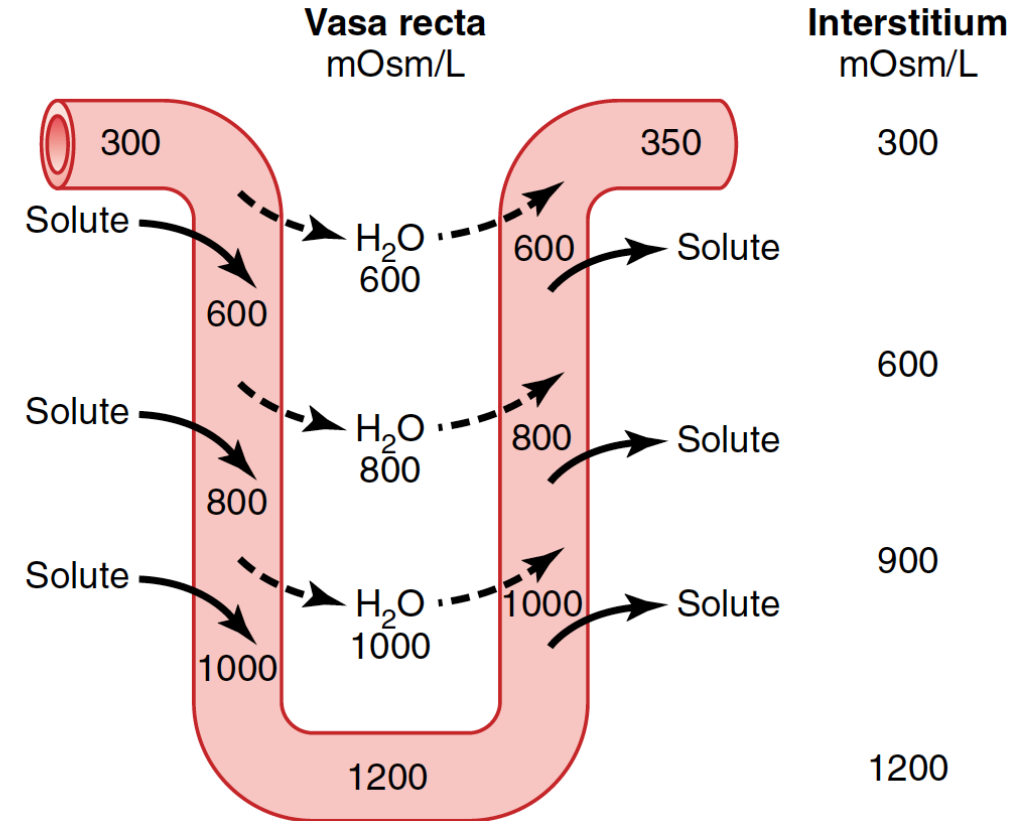 Vasa recta
mOsm/L
Interstitium
mOsm/L
300
350
300
Solute
H₂O
600
600
Solute
600
600
Solute
H₂O
800
800
Solute
800
900
Solute
H₂O
1000
1000
Solute
1000
1200
1200